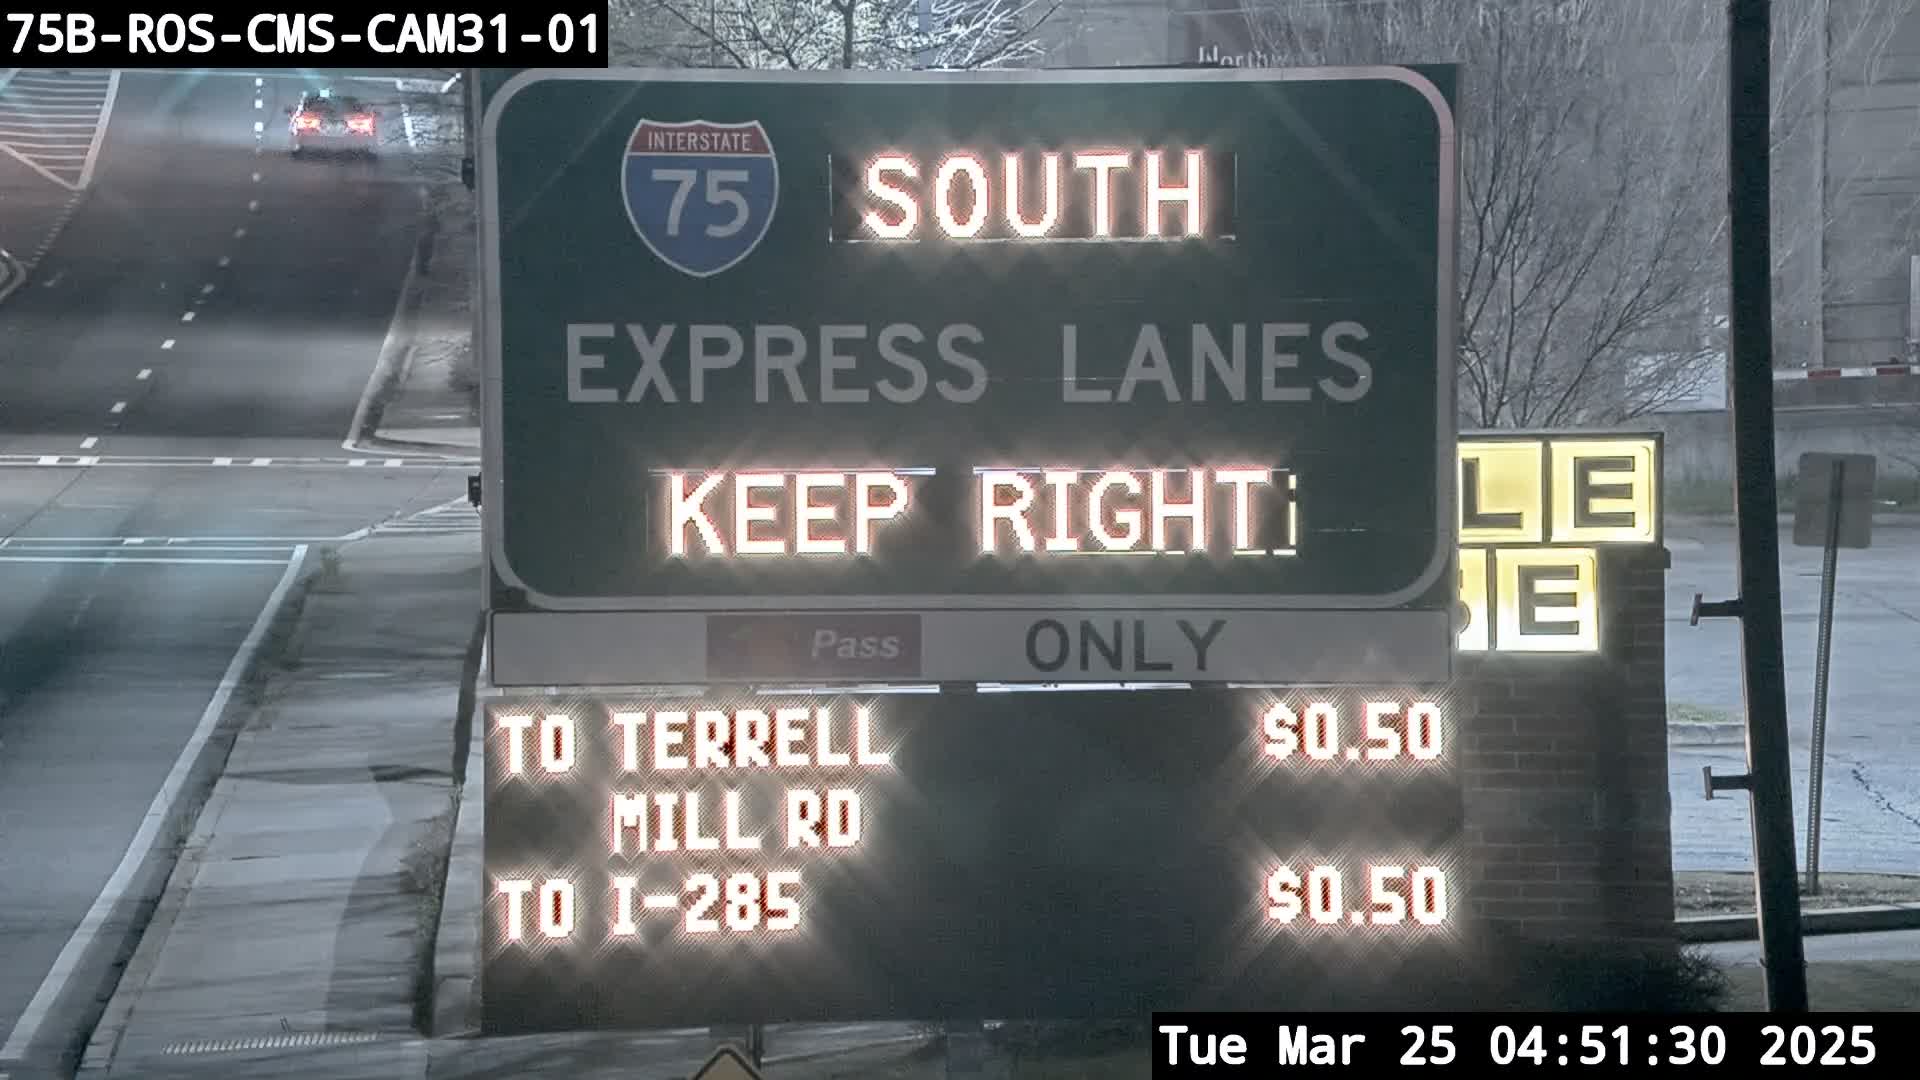 75B-ROS-CMS-CAM31-01
INTERSTATE
75
SOUTH
EXPRESS LANES
KEEP RIGHT
Pass ONLY
TO TERRELL $0.50
MILL RD
TO I-285 $0.50
LE
E
Tue Mar 25 04:51:30 2025